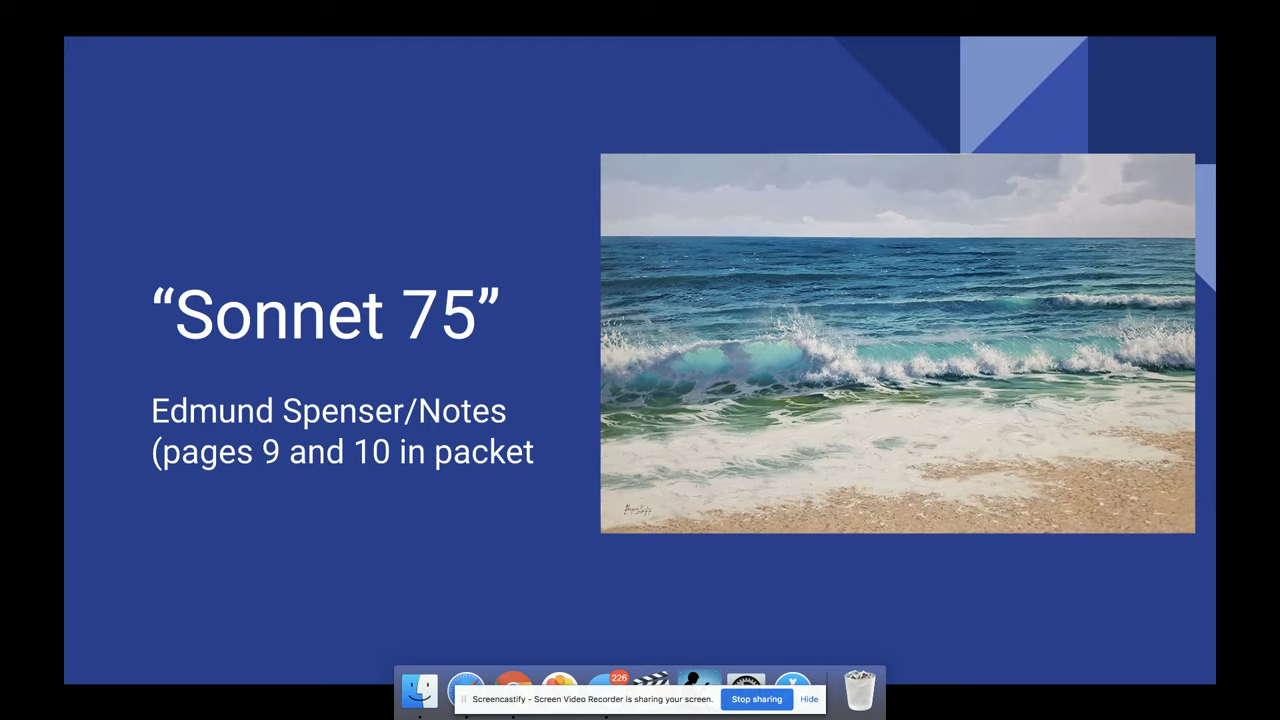 “Sonnet 75”
Edmund Spenser/Notes
(pages 9 and 10 in packet
226
Screencastify - Screen Video Recorder is sharing your screen.
Stop sharing
Hide